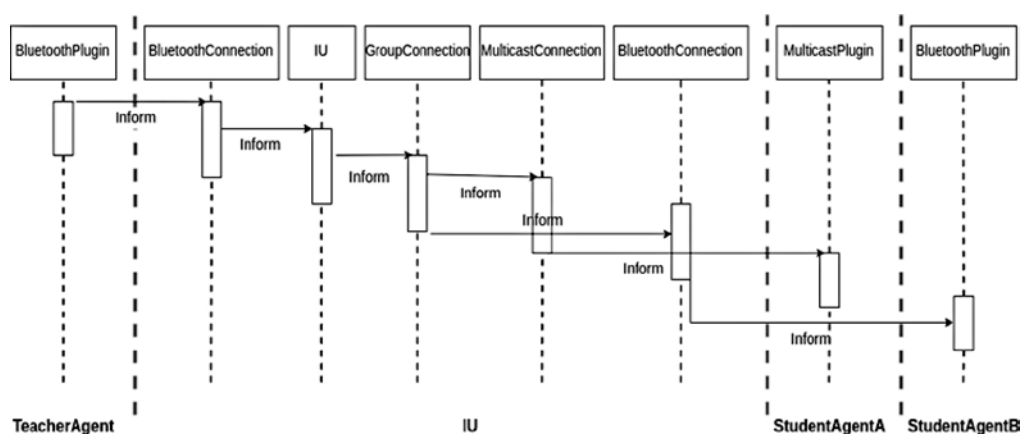 BluetoothPlugin
BluetoothConnection
IU
GroupConnection
MulticastConnection
BluetoothConnection
MulticastPlugin
BluetoothPlugin
Inform
Inform
Inform
Inform
Inform
Inform
Inform
TeacherAgent
IU
StudentAgentA
StudentAgentB